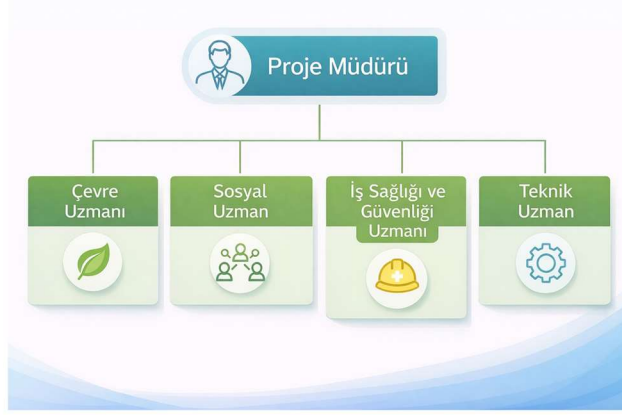 Proje Müdürü
Çevre
Uzmanı
Sosyal
Uzman
İş Sağlığı ve
Güvenliği
Uzmanı
Teknik
Uzman